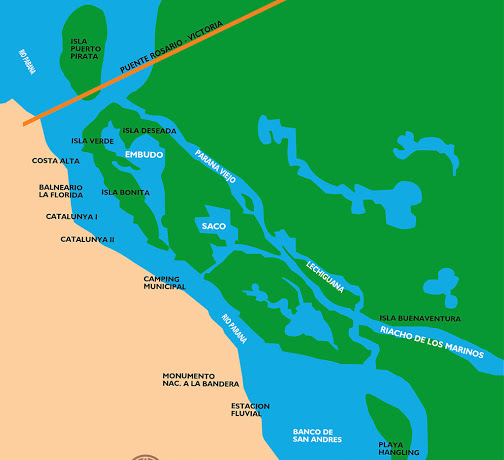 ISLA
PUERTO
PIRATA
RIO PARANA
PUENTE ROSARIO - VICTORIA
ISLA DESEADA
ISLA VERDE
EMBUDO
PARANA VIEJO
COSTA ALTA
BALNEARIO
LA FLORIDA
ISLA BONITA
CATALUNYA I
SACO
CATALUNYA II
LECHIGUANA
CAMPING
MUNICIPAL
ISLA BUENAVENTURA
RIO PARANA
RIACHO DE LOS MARINOS
MONUMENTO
NAC. A LA BANDERA
ESTACION
FLUVIAL
BANCO DE
SAN ANDRES
PLAYA
HANGLING